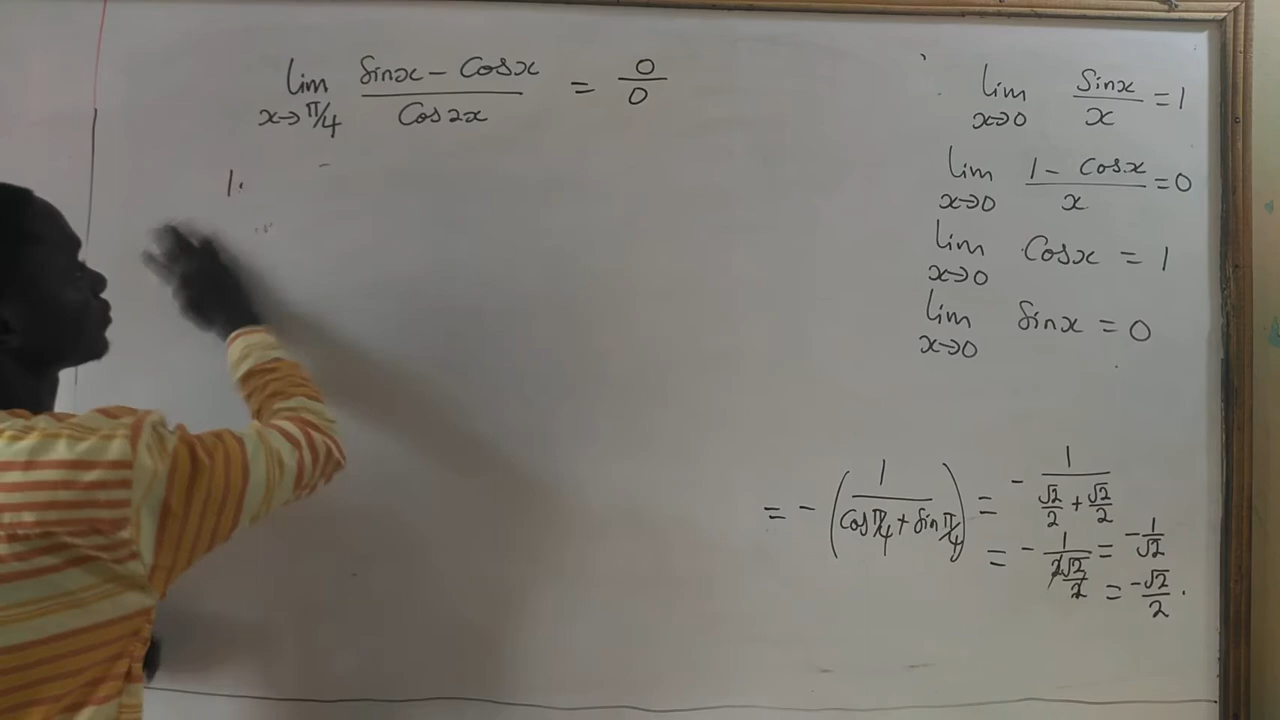 lim x→π/4 (Sinx − Cosx)/(Cos2x) = 0/0
1.
lim x→0 Sinx/x = 1
lim x→0 (1 − Cosx)/x = 0
lim x→0 Cosx = 1
lim x→0 Sinx = 0
= −(1/(Cos π/4 + Sin π/4)) = − 1/(√2/2 + √2/2)
= − 1/(2√2/2) = −1/√2
= −√2/2.